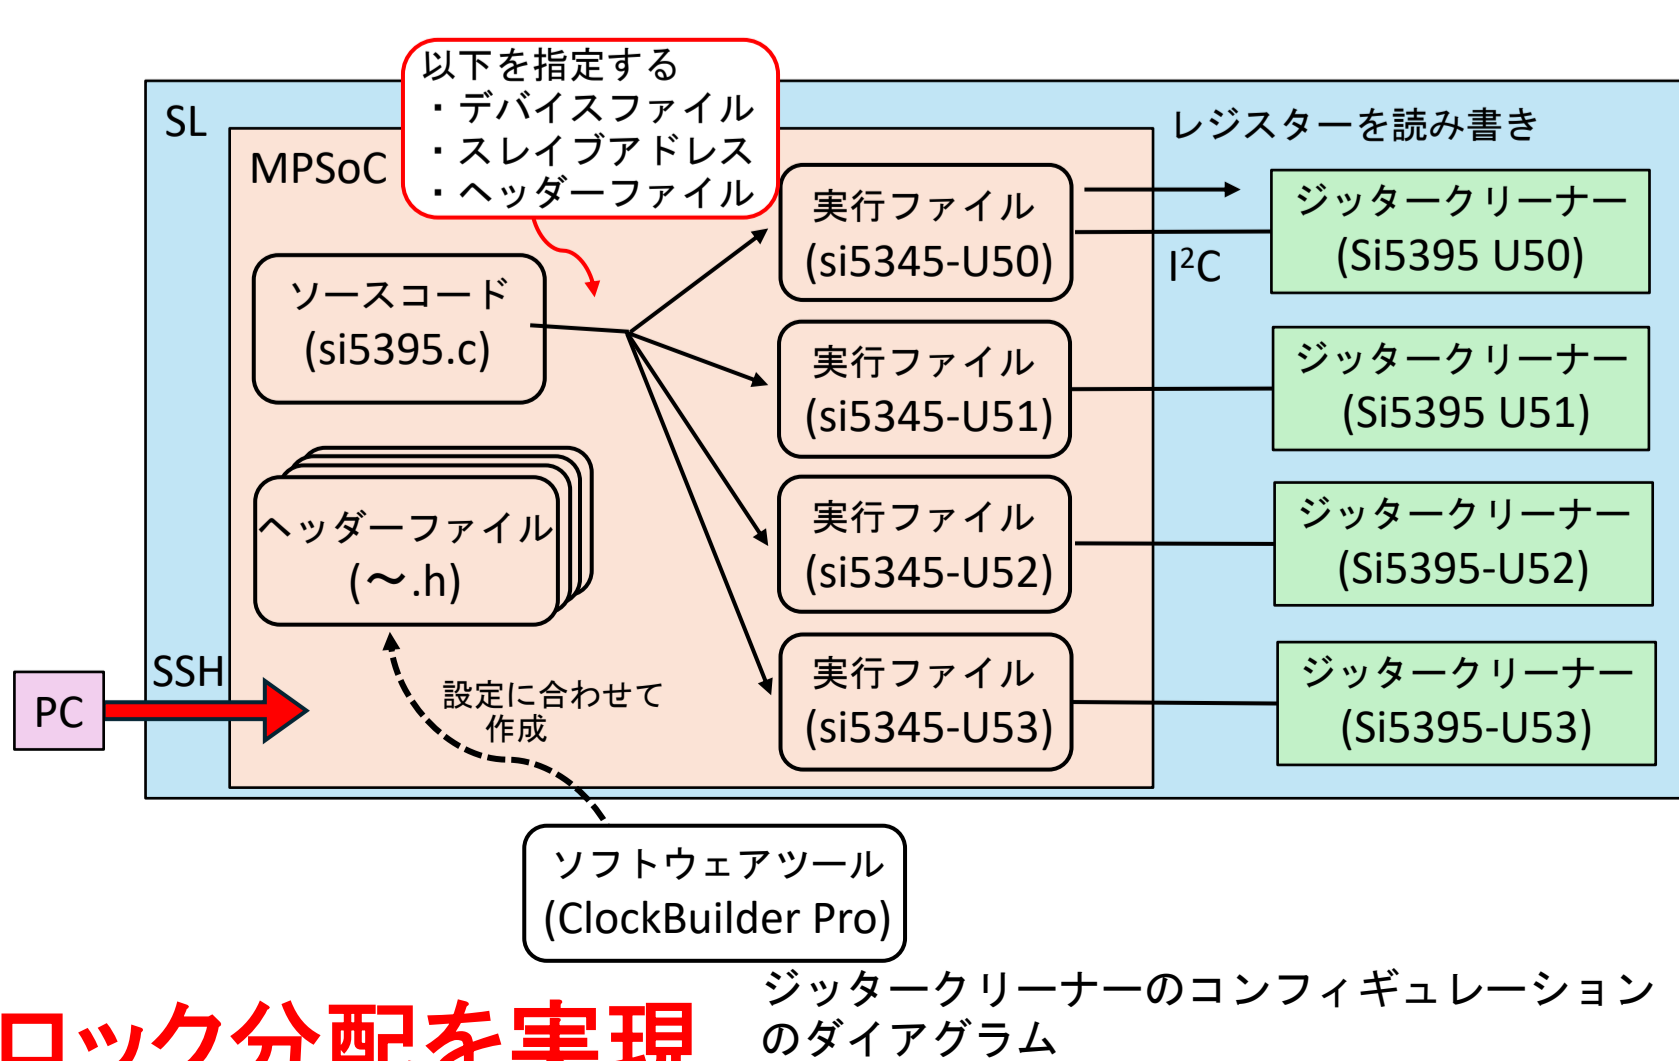 以下を指定する
・デバイスファイル
・スレイブアドレス
・ヘッダーファイル
SL
MPSoC
レジスターを読み書き
ソースコード
(si5395.c)
実行ファイル
(si5345-U50)
I²C
ジッタークリーナー
(Si5395 U50)
実行ファイル
(si5345-U51)
ジッタークリーナー
(Si5395 U51)
ヘッダーファイル
(〜.h)
実行ファイル
(si5345-U52)
ジッタークリーナー
(Si5395-U52)
SSH
PC
設定に合わせて
作成
実行ファイル
(si5345-U53)
ジッタークリーナー
(Si5395-U53)
ソフトウェアツール
(ClockBuilder Pro)
ジッタークリーナーのコンフィギュレーション
のダイアグラム
ロック分配を実現